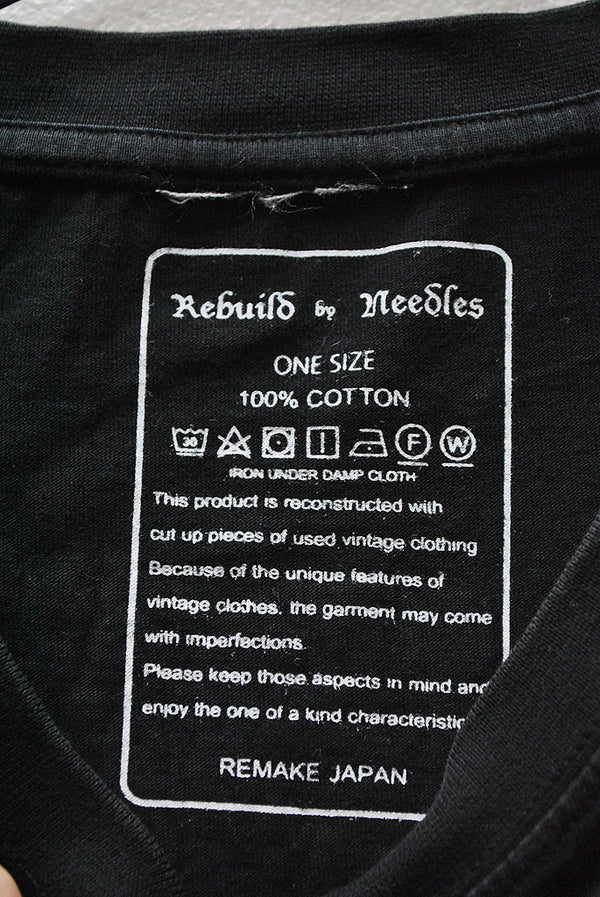 Rebuild by Needles
ONE SIZE
100% COTTON
30 F W
IRON UNDER DAMP CLOTH
This product is reconstructed with
cut up pieces of used vintage clothing
Because of the unique features of
vintage clothes, the garment may come
with imperfections.
Please keep those aspects in mind and
enjoy the one of a kind characteristic
REMAKE JAPAN